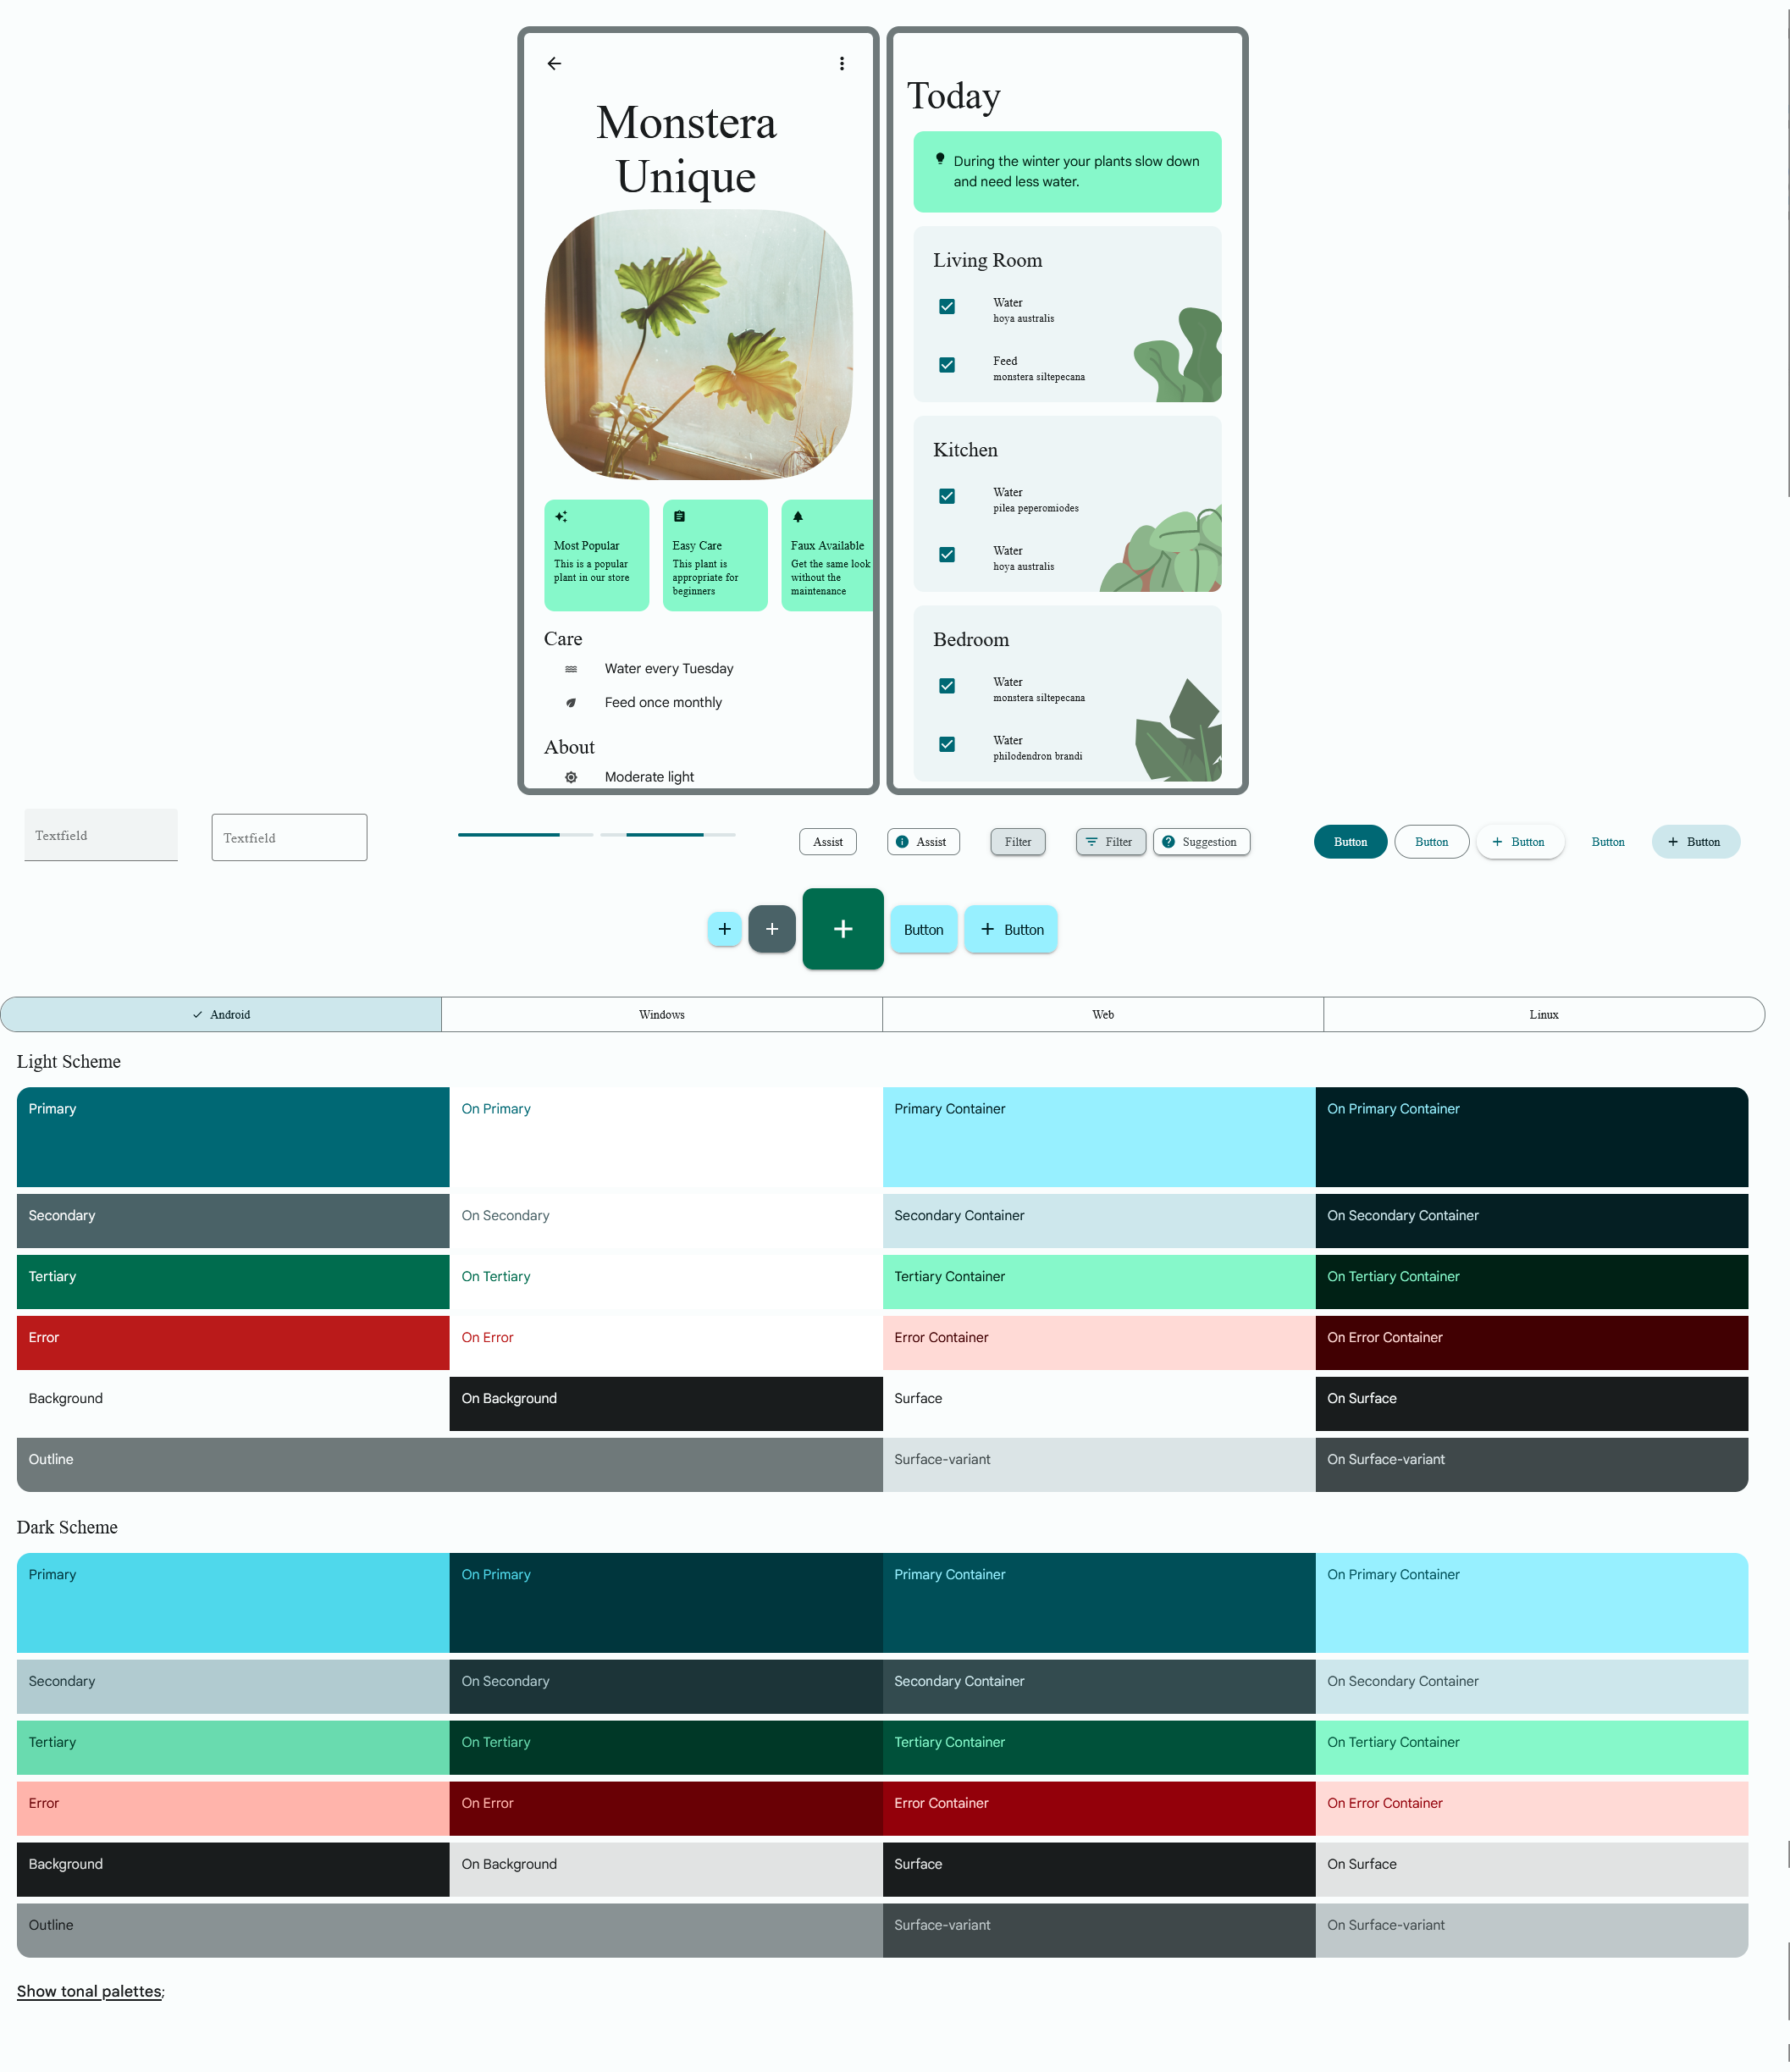 Monstera
Unique
Most Popular
This is a popular
plant in our store
Easy Care
This plant is
appropriate for
beginners
Faux Available
Get the same look
without the
maintenance
Care
Water every Tuesday
Feed once monthly
About
Moderate light
Today
During the winter your plants slow down
and need less water.
Living Room
Water
hoya australis
Feed
monstera siltepecana
Kitchen
Water
pilea peperomiodes
Water
hoya australis
Bedroom
Water
monstera siltepecana
Water
philodendron brandi
Textfield
Textfield
Assist
Assist
Filter
Filter
Suggestion
Button
Button
Button
Button
Button
Button
Button
Android
Windows
Web
Linux
Light Scheme
Primary
On Primary
Primary Container
On Primary Container
Secondary
On Secondary
Secondary Container
On Secondary Container
Tertiary
On Tertiary
Tertiary Container
On Tertiary Container
Error
On Error
Error Container
On Error Container
Background
On Background
Surface
On Surface
Outline
Surface-variant
On Surface-variant
Dark Scheme
Primary
On Primary
Primary Container
On Primary Container
Secondary
On Secondary
Secondary Container
On Secondary Container
Tertiary
On Tertiary
Tertiary Container
On Tertiary Container
Error
On Error
Error Container
On Error Container
Background
On Background
Surface
On Surface
Outline
Surface-variant
On Surface-variant
Show tonal palettes;